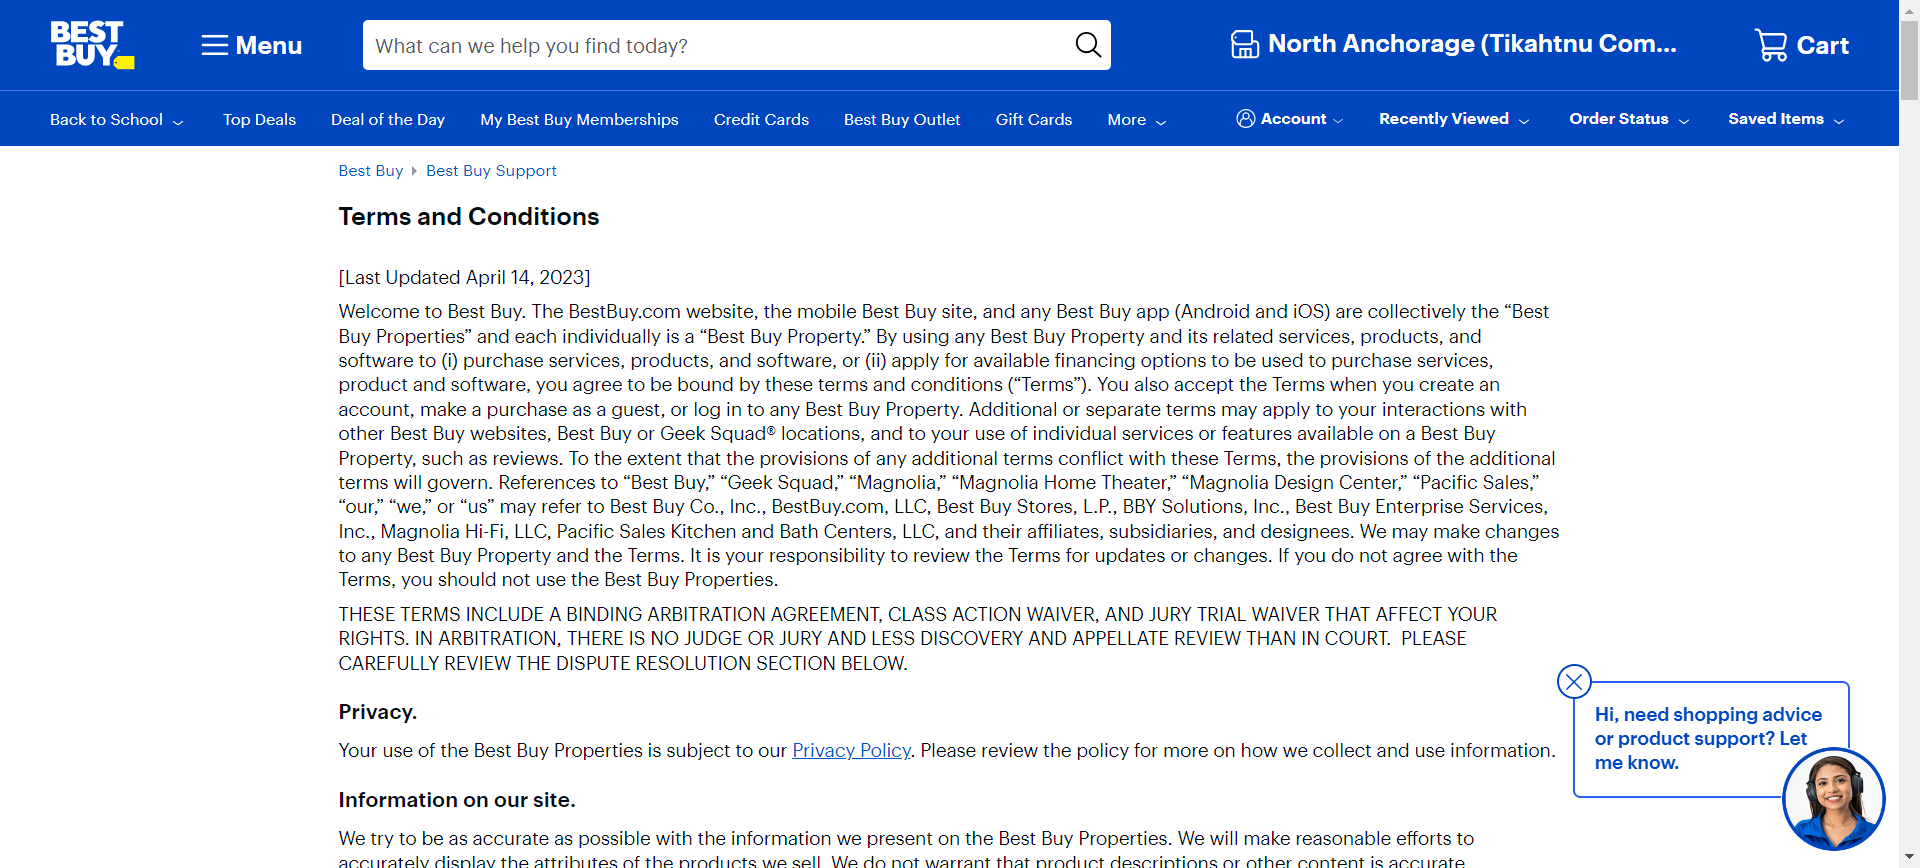 BEST BUY
Menu
What can we help you find today?
North Anchorage (Tikahtnu Com...
Cart
Back to School
Top Deals
Deal of the Day
My Best Buy Memberships
Credit Cards
Best Buy Outlet
Gift Cards
More
Account
Recently Viewed
Order Status
Saved Items
Best Buy
Best Buy Support
Terms and Conditions
[Last Updated April 14, 2023]
Welcome to Best Buy. The BestBuy.com website, the mobile Best Buy site, and any Best Buy app (Android and iOS) are collectively the “Best
Buy Properties” and each individually is a “Best Buy Property.” By using any Best Buy Property and its related services, products, and
software to (i) purchase services, products, and software, or (ii) apply for available financing options to be used to purchase services,
product and software, you agree to be bound by these terms and conditions (“Terms”). You also accept the Terms when you create an
account, make a purchase as a guest, or log in to any Best Buy Property. Additional or separate terms may apply to your interactions with
other Best Buy websites, Best Buy or Geek Squad® locations, and to your use of individual services or features available on a Best Buy
Property, such as reviews. To the extent that the provisions of any additional terms conflict with these Terms, the provisions of the additional
terms will govern. References to “Best Buy,” “Geek Squad,” “Magnolia,” “Magnolia Home Theater,” “Magnolia Design Center,” “Pacific Sales,”
“our,” “we,” or “us” may refer to Best Buy Co., Inc., BestBuy.com, LLC, Best Buy Stores, L.P., BBY Solutions, Inc., Best Buy Enterprise Services,
Inc., Magnolia Hi-Fi, LLC, Pacific Sales Kitchen and Bath Centers, LLC, and their affiliates, subsidiaries, and designees. We may make changes
to any Best Buy Property and the Terms. It is your responsibility to review the Terms for updates or changes. If you do not agree with the
Terms, you should not use the Best Buy Properties.
THESE TERMS INCLUDE A BINDING ARBITRATION AGREEMENT, CLASS ACTION WAIVER, AND JURY TRIAL WAIVER THAT AFFECT YOUR
RIGHTS. IN ARBITRATION, THERE IS NO JUDGE OR JURY AND LESS DISCOVERY AND APPELLATE REVIEW THAN IN COURT.  PLEASE
CAREFULLY REVIEW THE DISPUTE RESOLUTION SECTION BELOW.
Privacy.
Your use of the Best Buy Properties is subject to our Privacy Policy. Please review the policy for more on how we collect and use information.
Information on our site.
We try to be as accurate as possible with the information we present on the Best Buy Properties. We will make reasonable efforts to
accurately display the attributes of the products we sell. We do not warrant that product descriptions or other content is accurate,
Hi, need shopping advice
or product support? Let
me know.